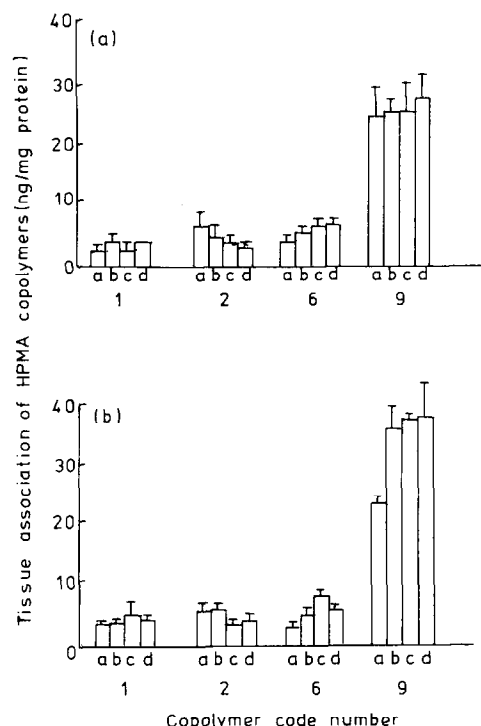 Tissue association of HPMA copolymers (ng/mg protein)
(a)
40
30
20
10
0
a b c d
a b c d
a b c d
a b c d
1
2
6
9
(b)
40
30
20
10
0
a b c d
a b c d
a b c d
a b c d
1
2
6
9
Copolymer code number